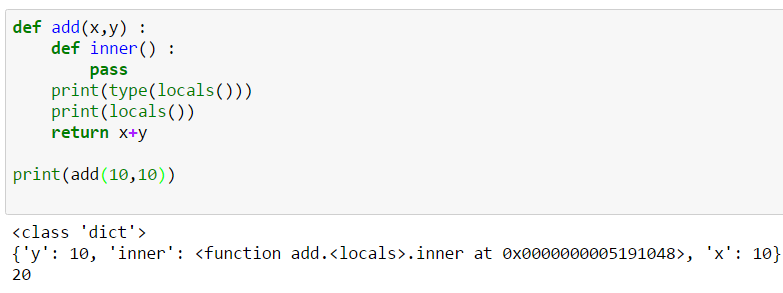 def add(x,y) :
    def inner() :
        pass
    print(type(locals()))
    print(locals())
    return x+y

print(add(10,10))

<class 'dict'>
{'y': 10, 'inner': <function add.<locals>.inner at 0x0000000005191048>, 'x': 10}
20